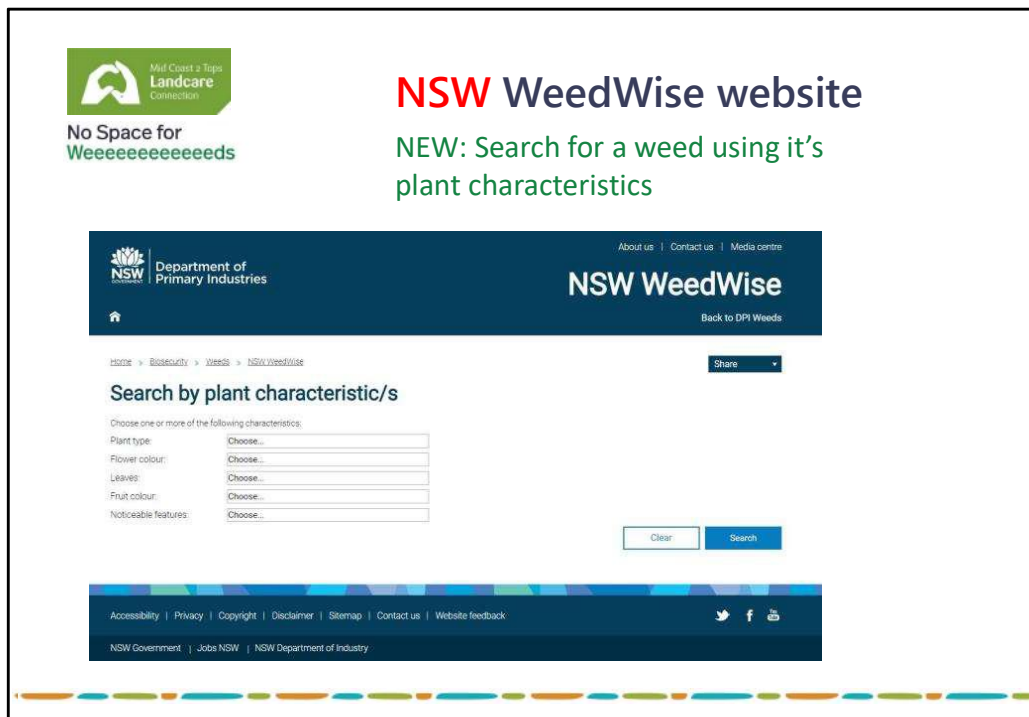 Mid Coast 2 Tops
Landcare
Connection
No Space for
Weeeeeeeeeeeeds
NSW WeedWise website
NEW: Search for a weed using it's
plant characteristics
NSW
GOVERNMENT
Department of
Primary Industries
About us | Contact us | Media centre
NSW WeedWise
Back to DPI Weeds
Home > Biosecurity > Weeds > NSW WeedWise
Share
Search by plant characteristic/s
Choose one or more of the following characteristics:
Plant type: Choose...
Flower colour: Choose...
Leaves: Choose...
Fruit colour: Choose...
Noticeable features: Choose...
Clear Search
Accessibility | Privacy | Copyright | Disclaimer | Sitemap | Contact us | Website feedback
NSW Government | Jobs NSW | NSW Department of Industry